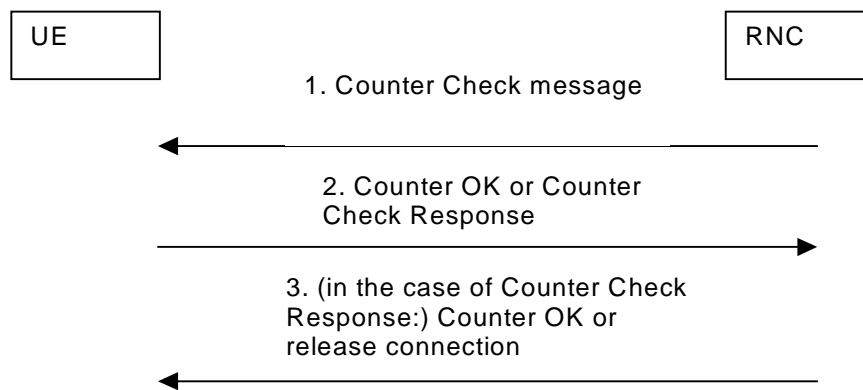 UE
RNC
1. Counter Check message
2. Counter OK or Counter
Check Response
3. (in the case of Counter Check
Response:) Counter OK or
release connection